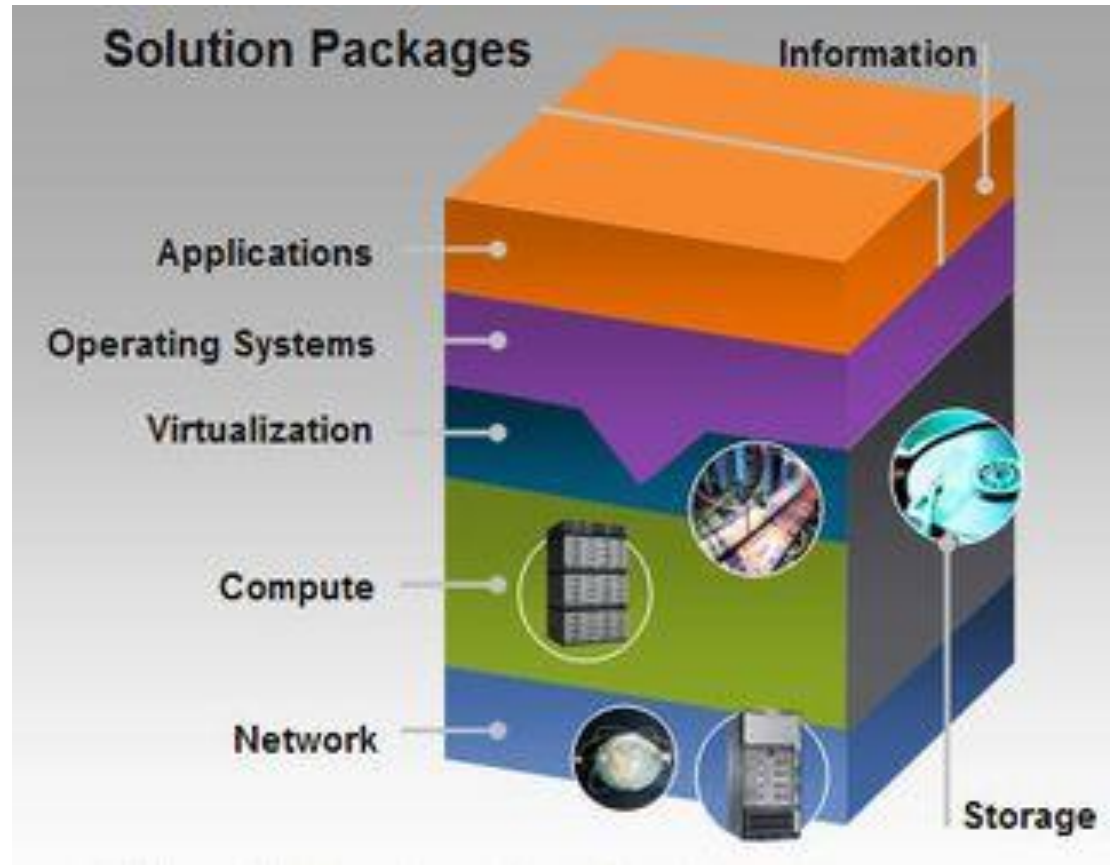 Solution Packages
Information
Applications
Operating Systems
Virtualization
Compute
Network
Storage